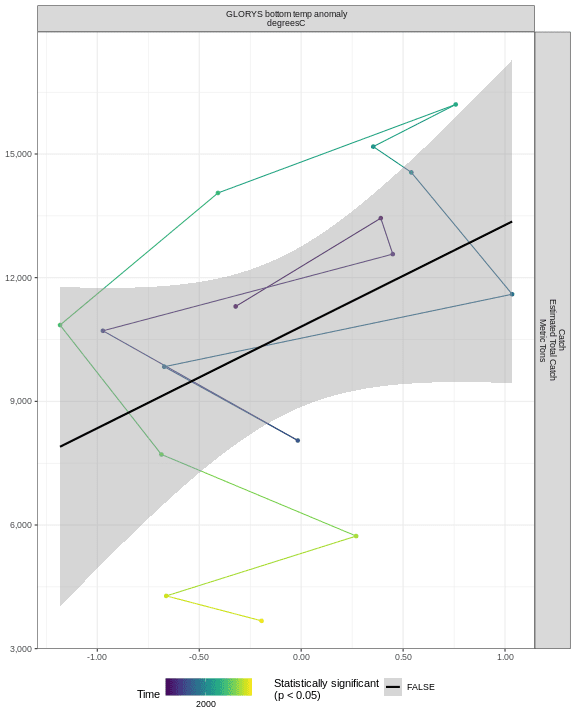 GLORYS bottom temp anomaly
degreesC
15,000
12,000
9,000
6,000
3,000
Catch
Estimated Total Catch
Metric Tons
-1.00
-0.50
0.00
0.50
1.00
Time
2000
Statistically significant
(p < 0.05)
FALSE